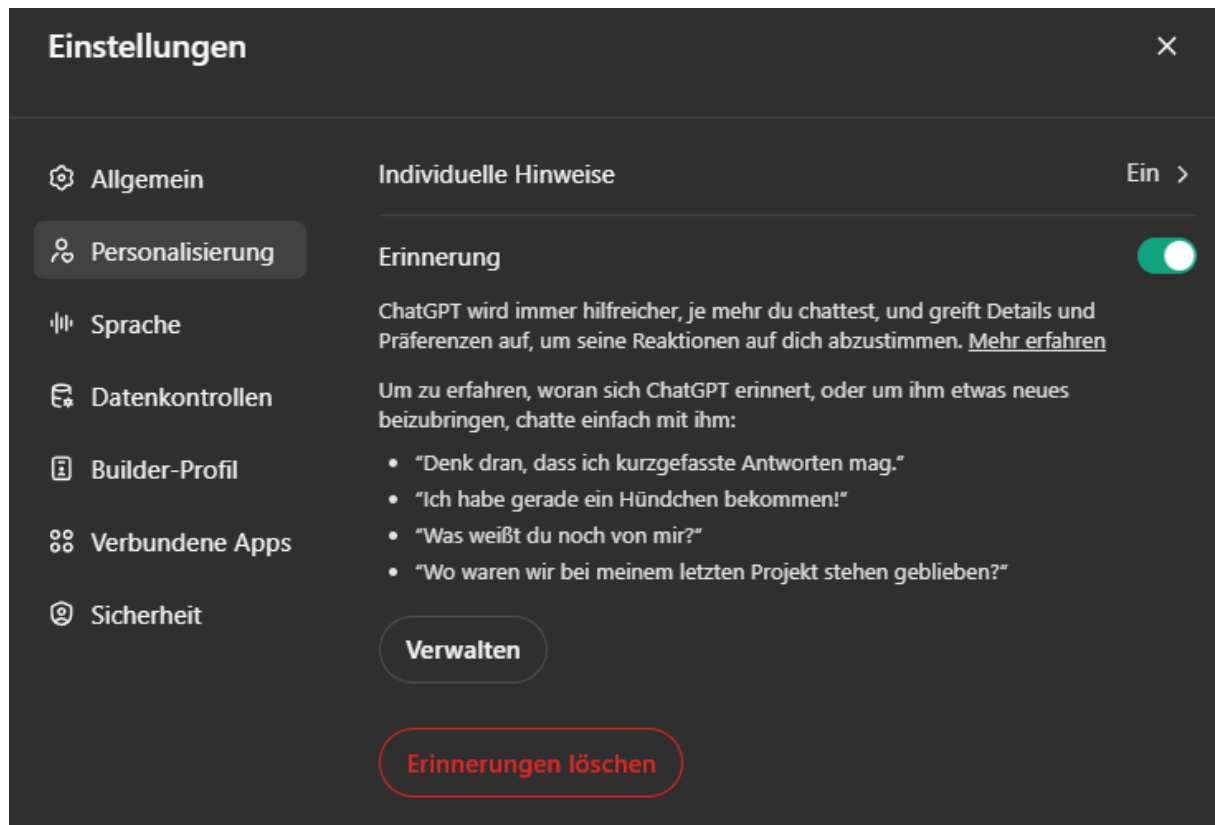 Einstellungen
Allgemein
Personalisierung
Sprache
Datenkontrollen
Builder-Profil
Verbundene Apps
Sicherheit
Individuelle Hinweise
Ein
Erinnerung
ChatGPT wird immer hilfreicher, je mehr du chattest, und greift Details und
Präferenzen auf, um seine Reaktionen auf dich abzustimmen. Mehr erfahren
Um zu erfahren, woran sich ChatGPT erinnert, oder um ihm etwas neues
beizubringen, chatte einfach mit ihm:
• “Denk dran, dass ich kurzgefasste Antworten mag.“
• “Ich habe gerade ein Hündchen bekommen!“
• “Was weißt du noch von mir?“
• “Wo waren wir bei meinem letzten Projekt stehen geblieben?“
Verwalten
Erinnerungen löschen